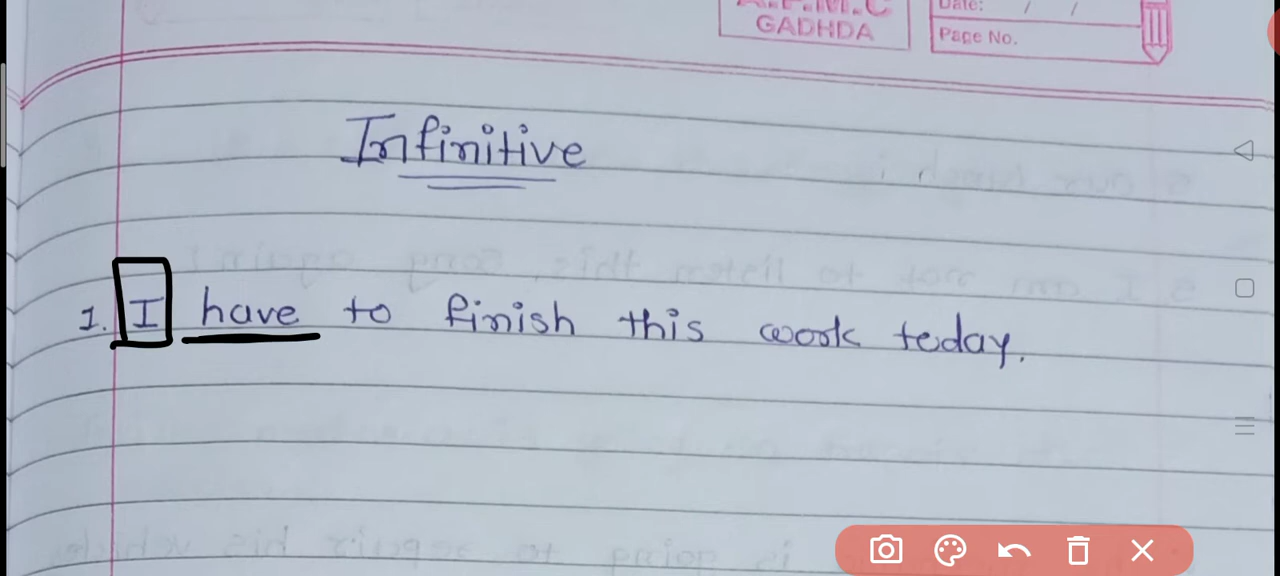 GADHDA
Date: / /
Page No.
Infinitive
1. I have to finish this work today.